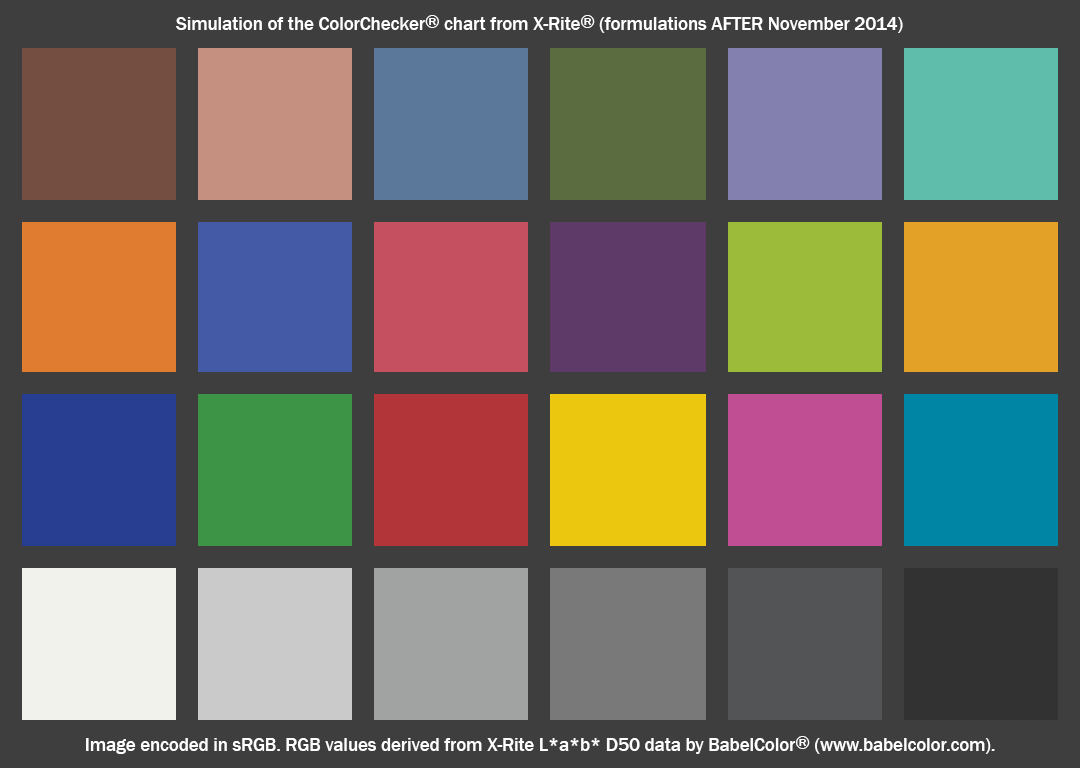 Simulation of the ColorChecker® chart from X-Rite® (formulations AFTER November 2014)
Image encoded in sRGB. RGB values derived from X-Rite L*a*b* D50 data by BabelColor® (www.babelcolor.com).